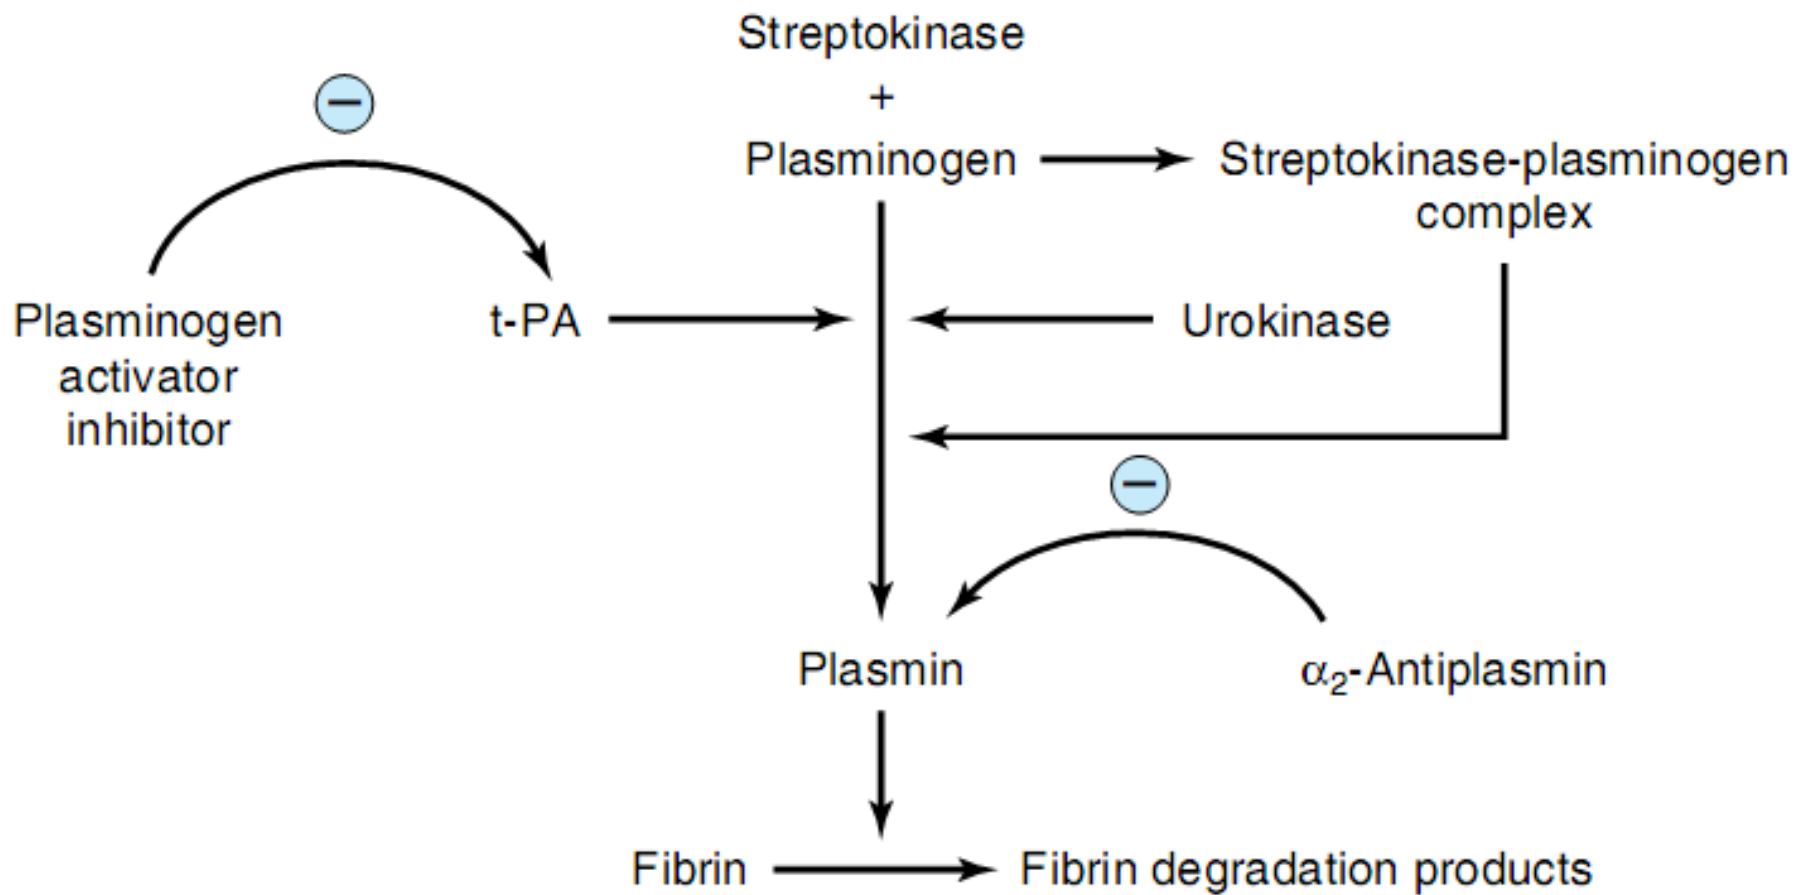 Streptokinase
+
−
Plasminogen
Streptokinase-plasminogen
complex
Plasminogen
activator
inhibitor
t-PA
Urokinase
−
Plasmin
α₂-Antiplasmin
Fibrin
Fibrin degradation products